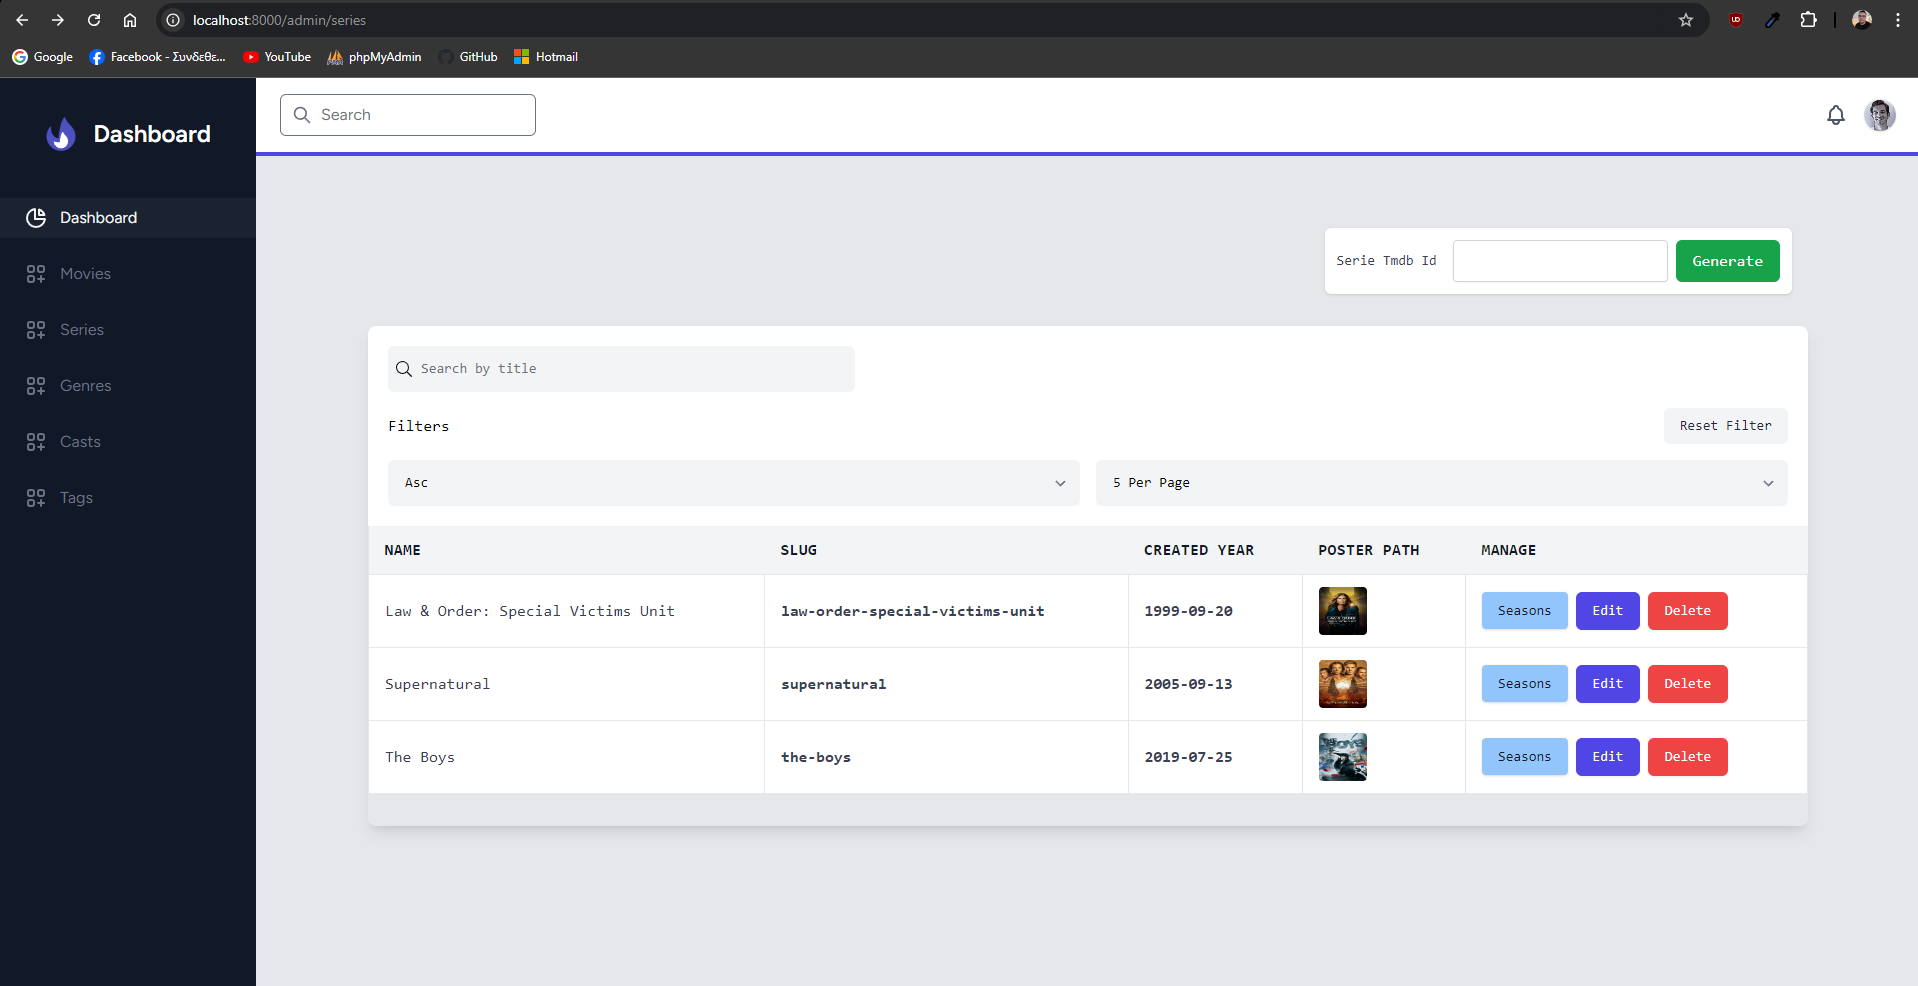 localhost:8000/admin/series
Google Facebook - Συνδεθε... YouTube phpMyAdmin GitHub Hotmail
Dashboard
Search
Dashboard
Movies
Series
Genres
Casts
Tags
Serie Tmdb Id Generate
Search by title
Filters Reset Filter
Asc 5 Per Page
NAME SLUG CREATED YEAR POSTER PATH MANAGE
Law & Order: Special Victims Unit law-order-special-victims-unit 1999-09-20 Seasons Edit Delete
Supernatural supernatural 2005-09-13 Seasons Edit Delete
The Boys the-boys 2019-07-25 Seasons Edit Delete